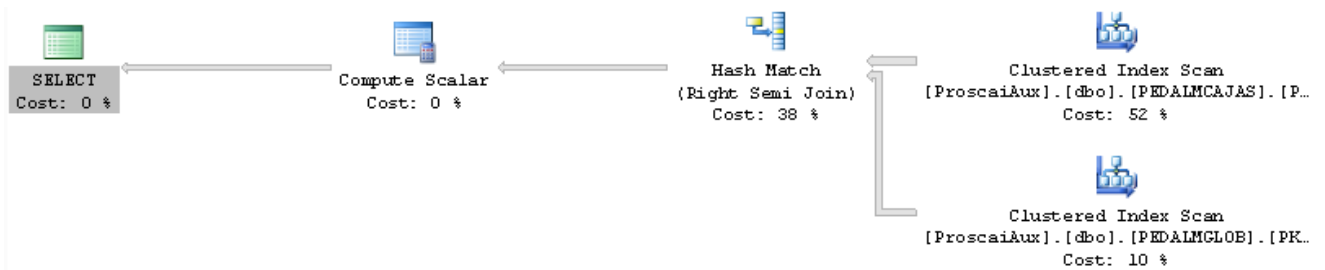 SELECT
Cost: 0 %
Compute Scalar
Cost: 0 %
Hash Match
(Right Semi Join)
Cost: 38 %
Clustered Index Scan
[ProscaiAux].[dbo].[PEDALMCAJAS].[P…
Cost: 52 %
Clustered Index Scan
[ProscaiAux].[dbo].[PEDALMGLOB].[PK…
Cost: 10 %